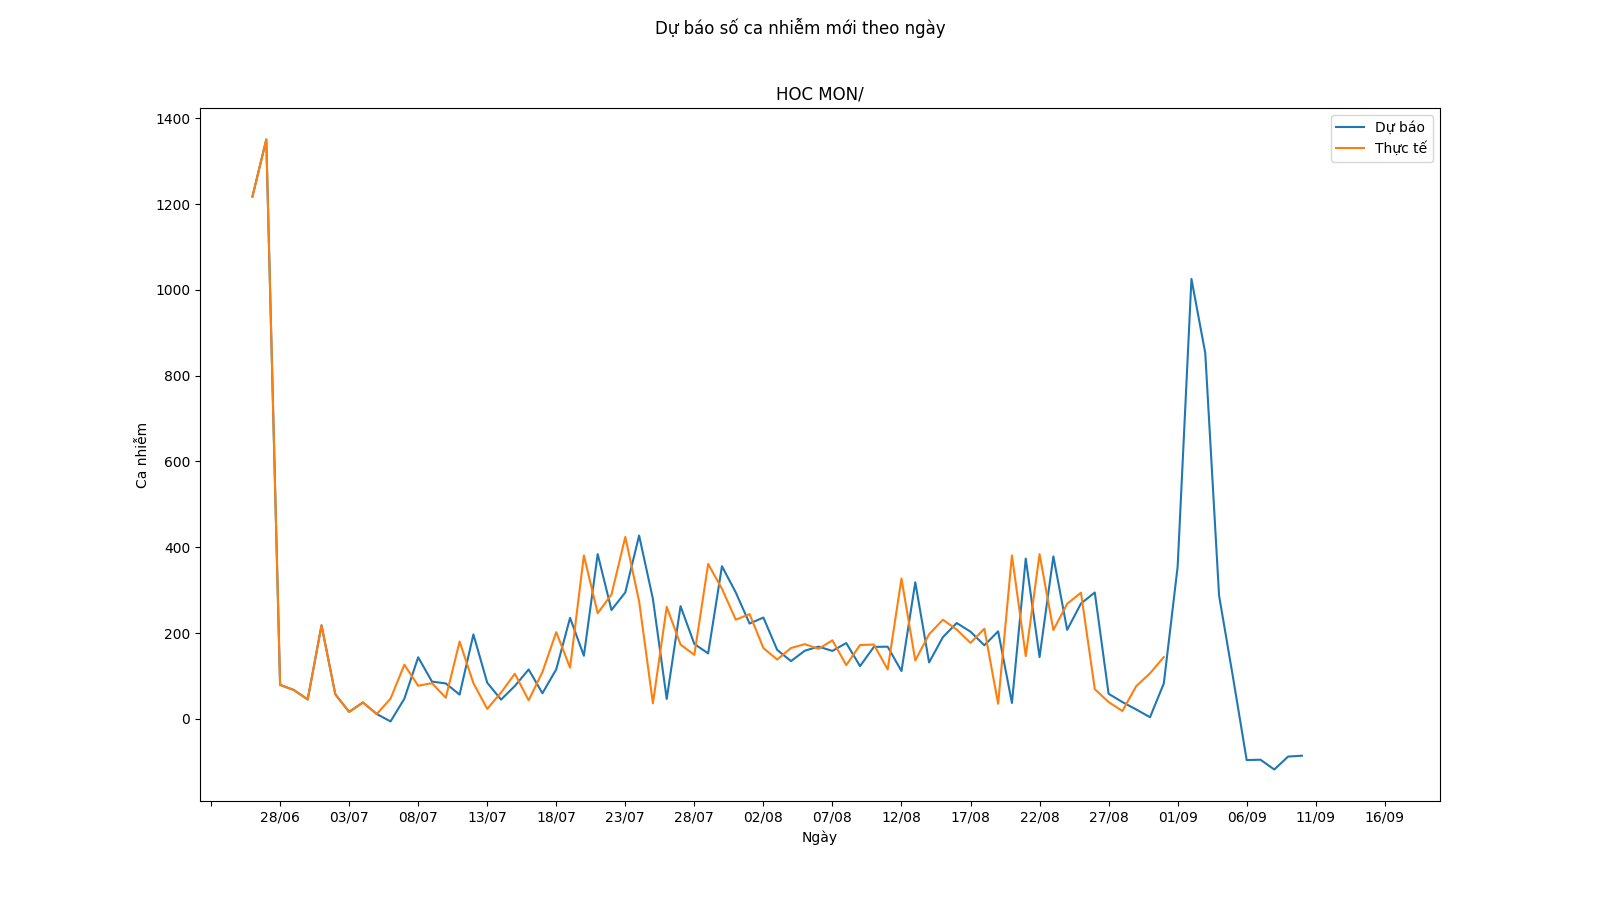 Dự báo số ca nhiễm mới theo ngày
HOC MON/
Dự báo
Thực tế
Ca nhiễm
1400
1200
1000
800
600
400
200
0
28/06 03/07 08/07 13/07 18/07 23/07 28/07 02/08 07/08 12/08 17/08 22/08 27/08 01/09 06/09 11/09 16/09
Ngày